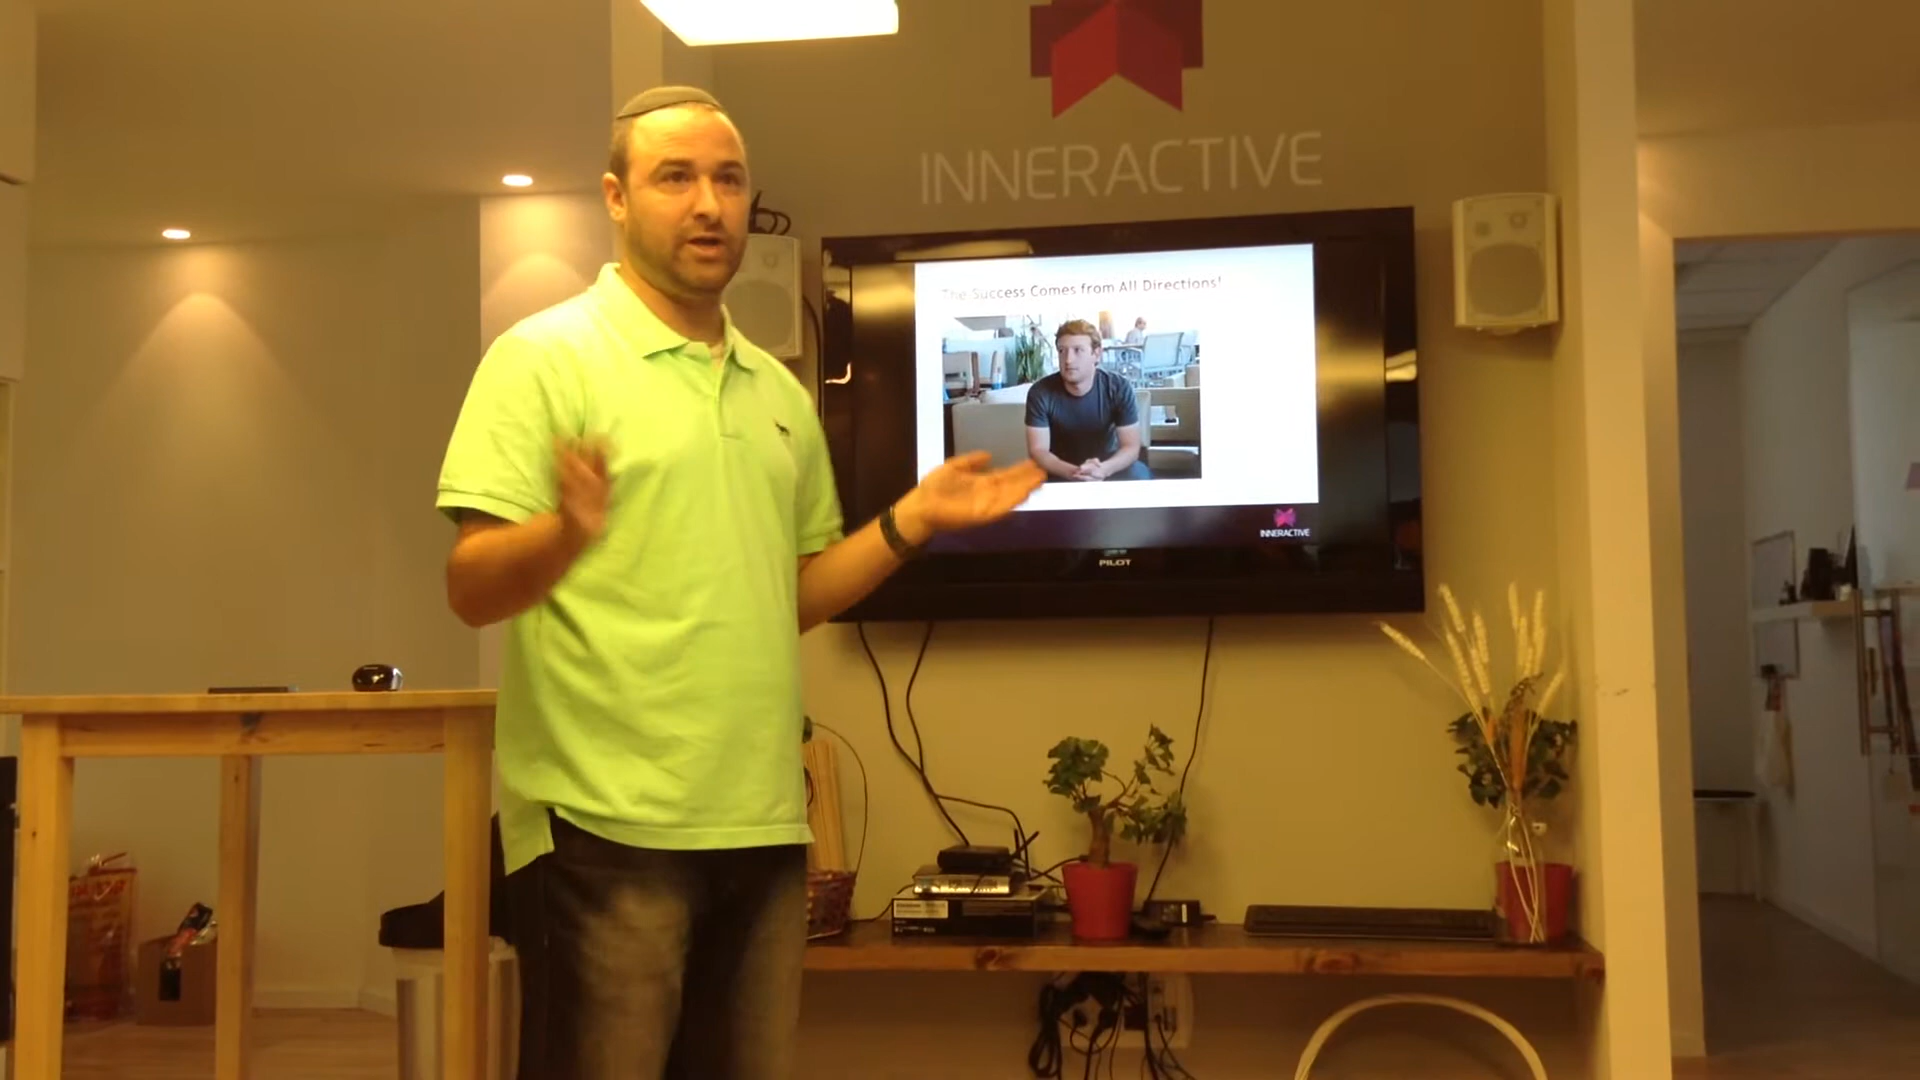 INNERACTIVE
The Success Comes from All Directions!
INNERACTIVE
PILOT